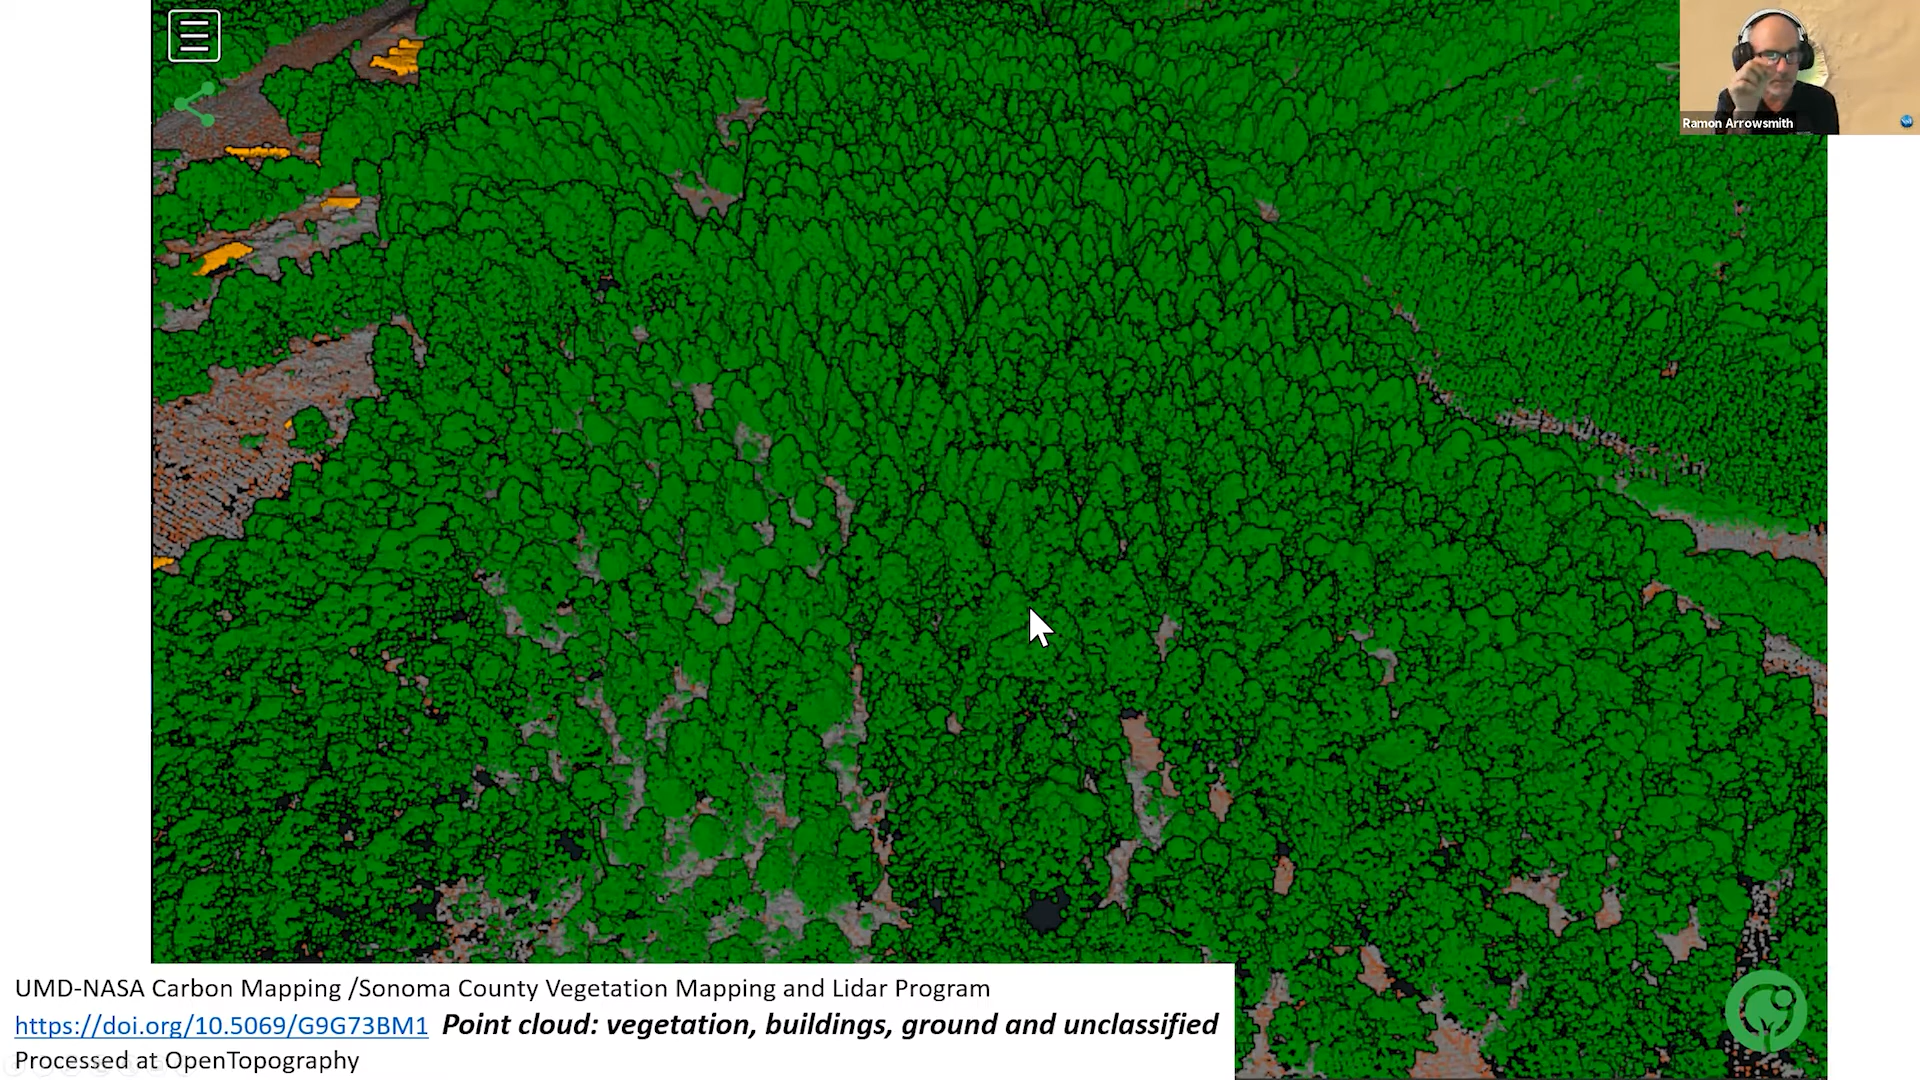 Ramon Arrowsmith
UMD-NASA Carbon Mapping /Sonoma County Vegetation Mapping and Lidar Program
https://doi.org/10.5069/G9G73BM1 Point cloud: vegetation, buildings, ground and unclassified
Processed at OpenTopography